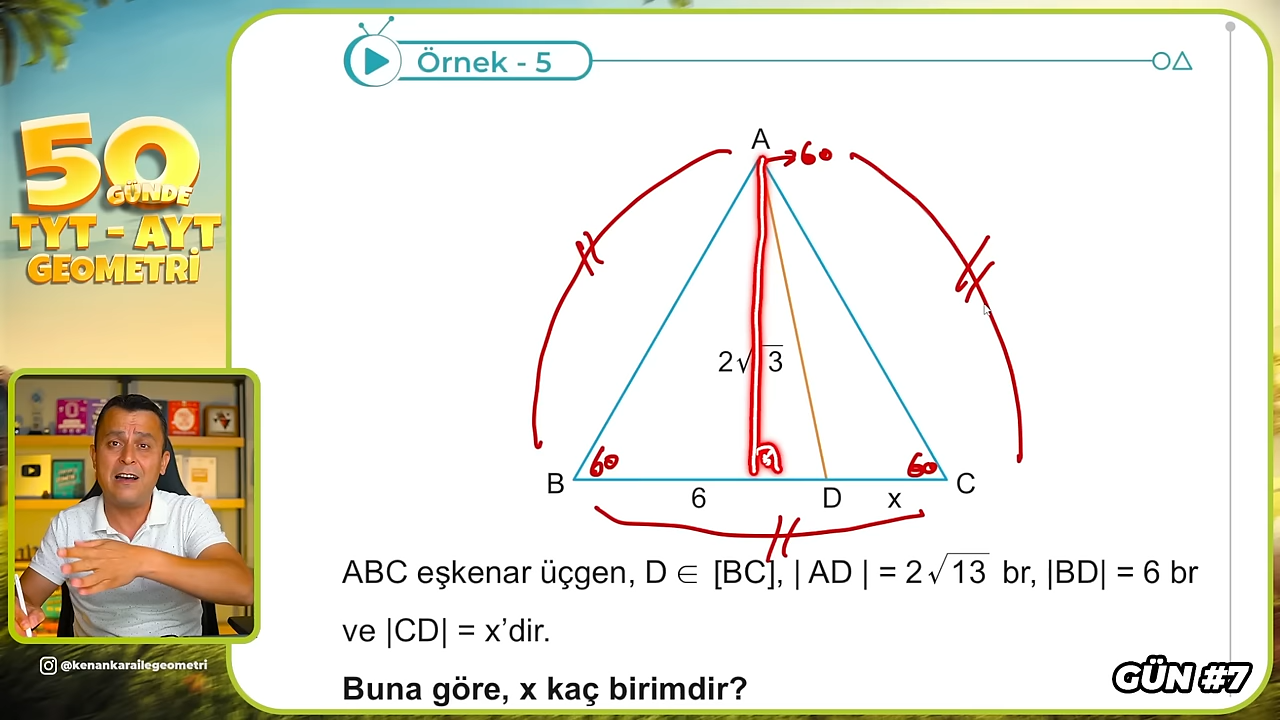 Örnek - 5
50
GÜNDE
TYT - AYT
GEOMETRİ
A
60
2√ 3
60
60
B
C
6
D
x
ABC eşkenar üçgen, D ∈ [BC], | AD | = 2√13 br, |BD| = 6 br
ve |CD| = x'dir.
Buna göre, x kaç birimdir?
@kenankarailegeometri
GÜN #7